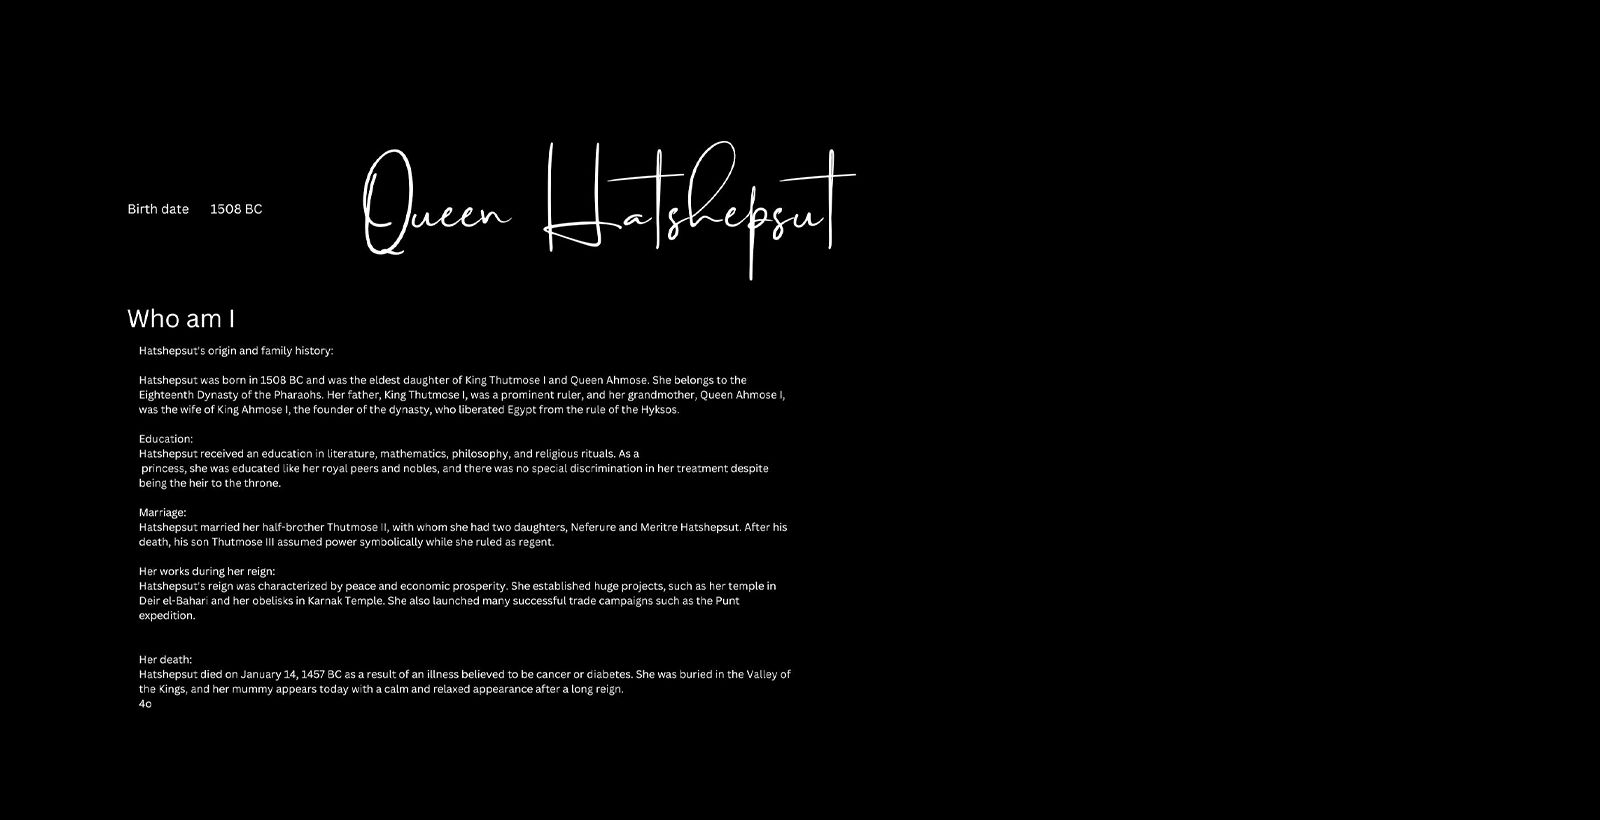 Queen Hatshepsut
Birth date 1508 BC
Who am I
Hatshepsut's origin and family history:
Hatshepsut was born in 1508 BC and was the eldest daughter of King Thutmose I and Queen Ahmose. She belongs to the
Eighteenth Dynasty of the Pharaohs. Her father, King Thutmose I, was a prominent ruler, and her grandmother, Queen Ahmose I,
was the wife of King Ahmose I, the founder of the dynasty, who liberated Egypt from the rule of the Hyksos.
Education:
Hatshepsut received an education in literature, mathematics, philosophy, and religious rituals. As a
princess, she was educated like her royal peers and nobles, and there was no special discrimination in her treatment despite
being the heir to the throne.
Marriage:
Hatshepsut married her half-brother Thutmose II, with whom she had two daughters, Neferure and Meritre Hatshepsut. After his
death, his son Thutmose III assumed power symbolically while she ruled as regent.
Her works during her reign:
Hatshepsut's reign was characterized by peace and economic prosperity. She established huge projects, such as her temple in
Deir el-Bahari and her obelisks in Karnak Temple. She also launched many successful trade campaigns such as the Punt
expedition.
Her death:
Hatshepsut died on January 14, 1457 BC as a result of an illness believed to be cancer or diabetes. She was buried in the Valley of
the Kings, and her mummy appears today with a calm and relaxed appearance after a long reign.
4o